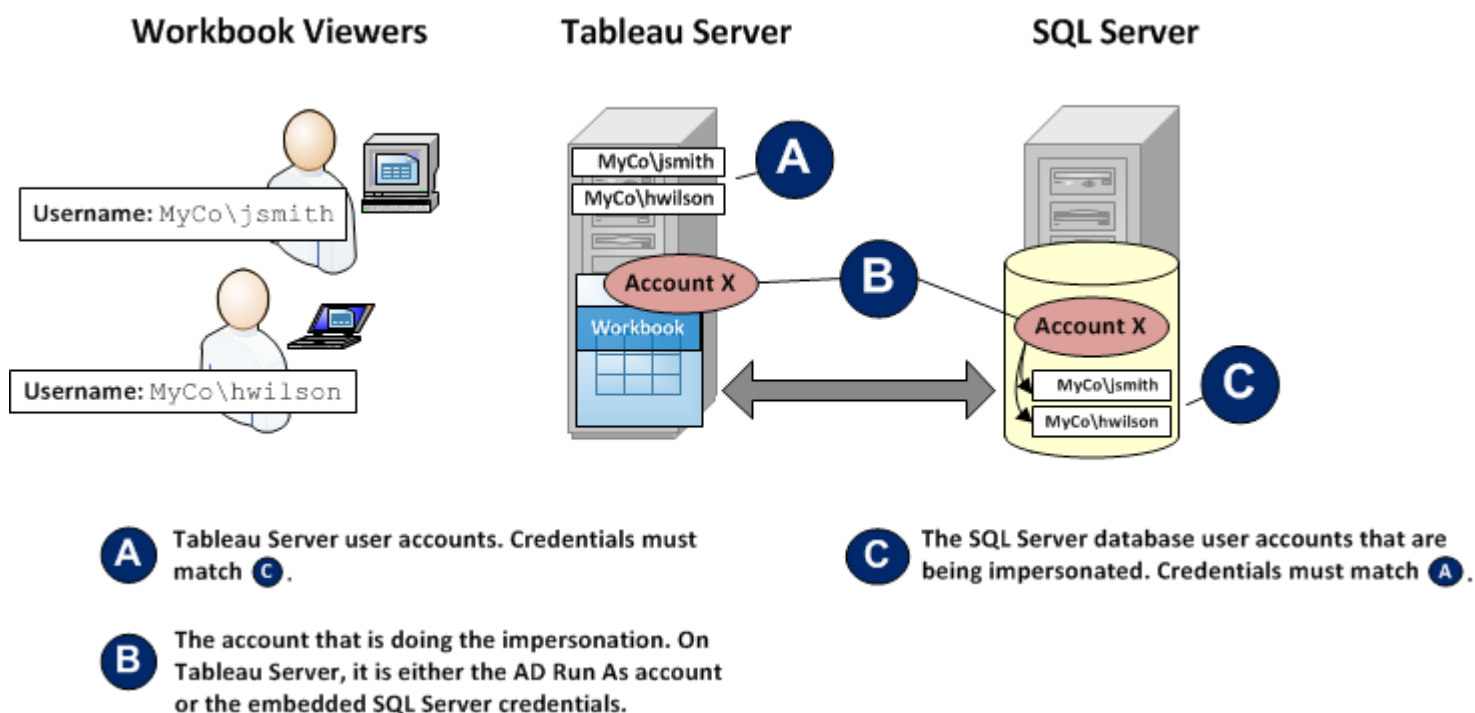 Workbook Viewers
Tableau Server
SQL Server
Username: MyCo\jsmith
Username: MyCo\hwilson
MyCo\jsmith
MyCo\hwilson
A
Account X
Workbook
B
Account X
MyCo\jsmith
MyCo\hwilson
C
A
Tableau Server user accounts. Credentials must
match C.
B
The account that is doing the impersonation. On
Tableau Server, it is either the AD Run As account
or the embedded SQL Server credentials.
C
The SQL Server database user accounts that are
being impersonated. Credentials must match A.